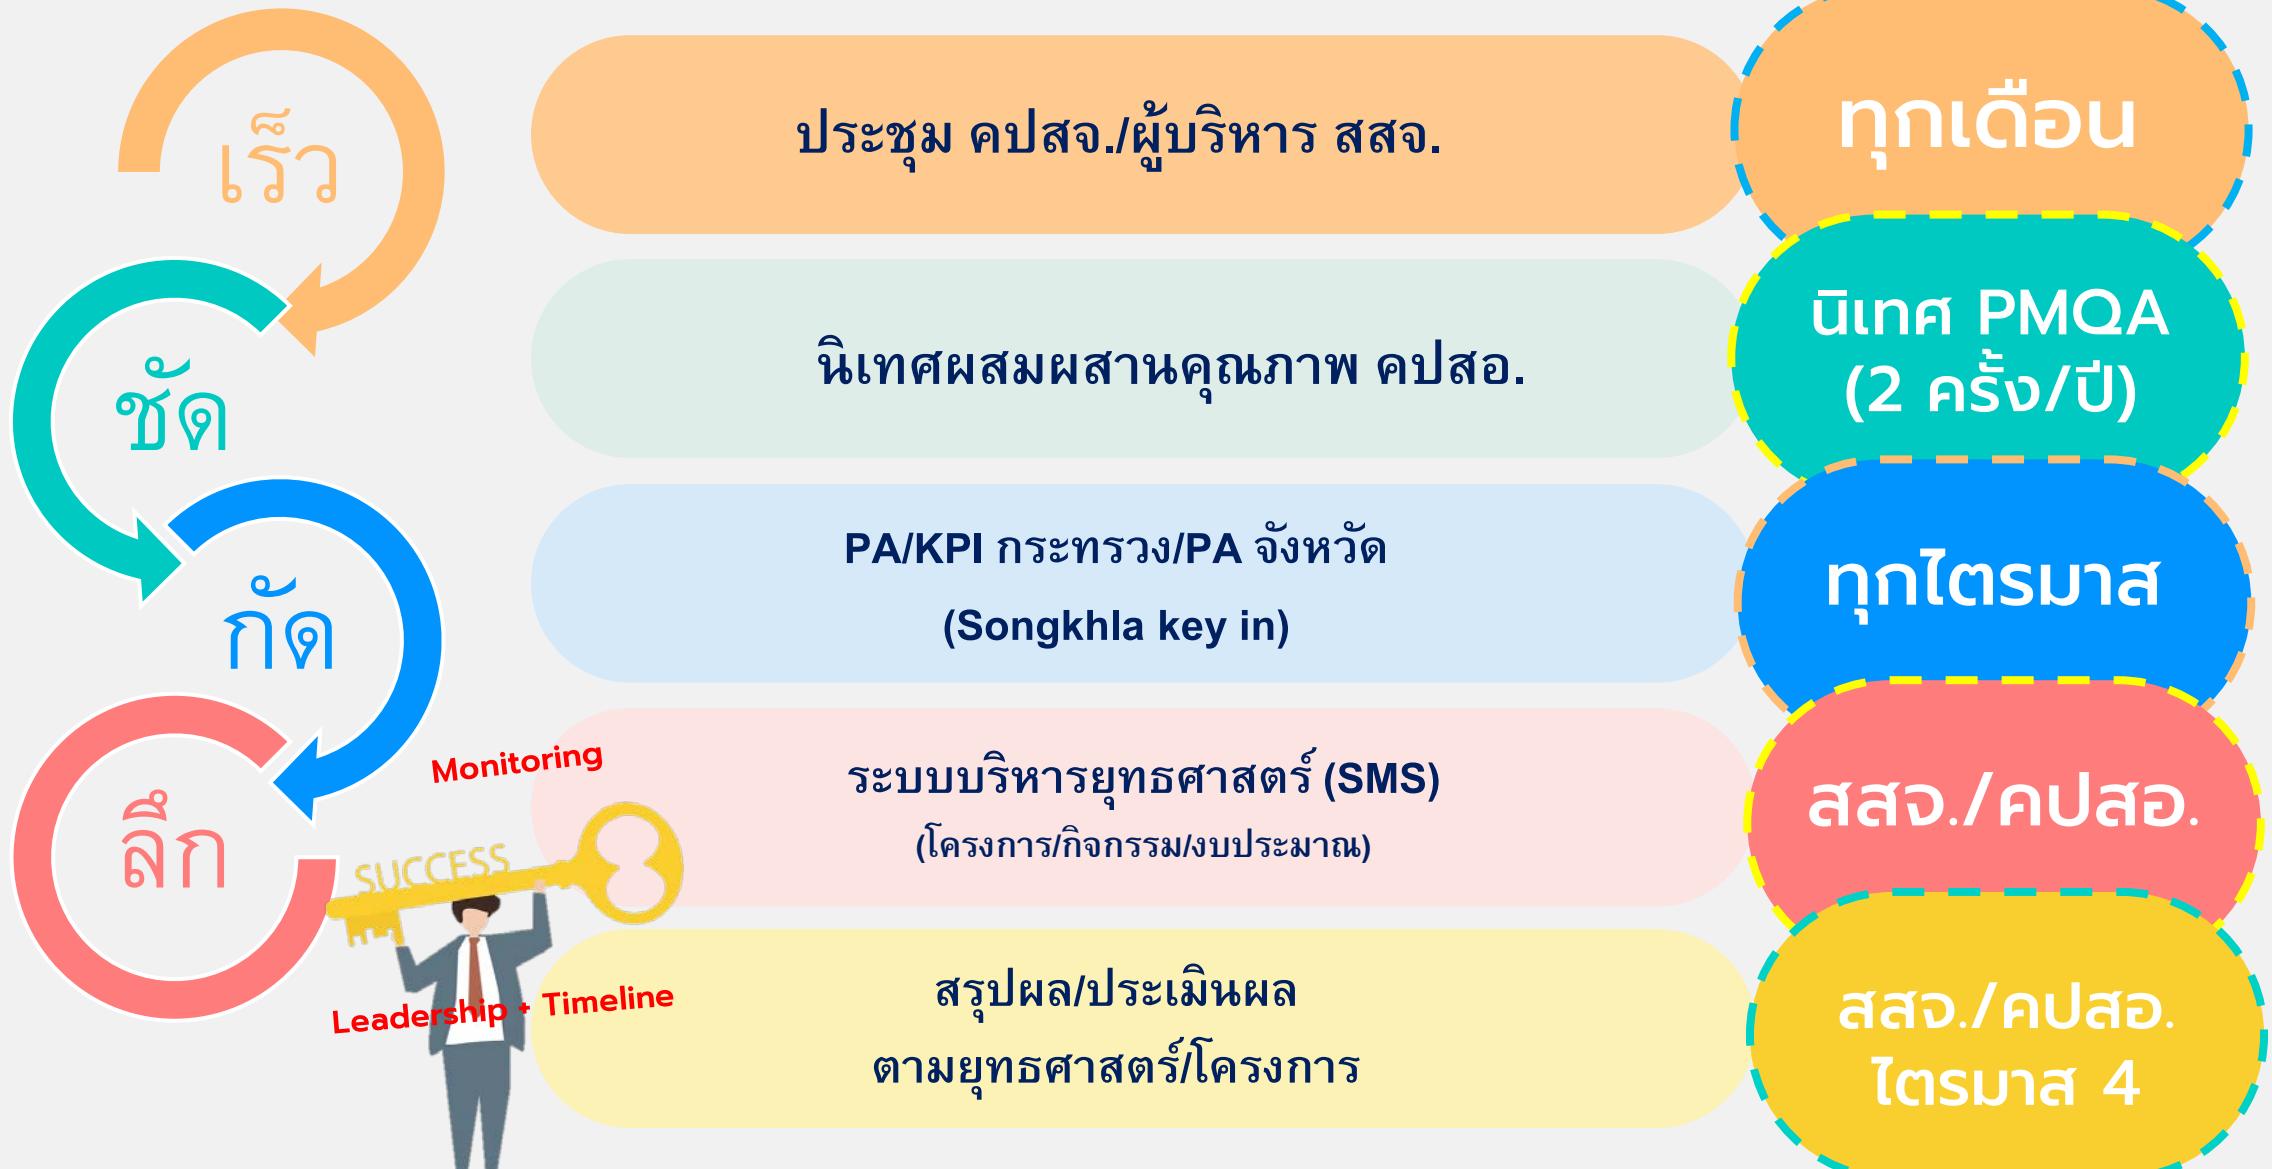 เร็ว
ประชุม คปสจ./ผู้บริหาร สสจ.
ทุกเดือน
ชัด
นิเทศผสมผสานคุณภาพ คปสอ.
นิเทศ PMQA
(2 ครั้ง/ปี)
กัด
PA/KPI กระทรวง/PA จังหวัด
(Songkhla key in)
ทุกไตรมาส
ลึก
Monitoring
SUCCESS
Leadership + Timeline
ระบบบริหารยุทธศาสตร์ (SMS)
(โครงการ/กิจกรรม/งบประมาณ)
สสจ./คปสอ.
สรุปผล/ประเมินผล
ตามยุทธศาสตร์/โครงการ
สสจ./คปสอ.
ไตรมาส 4